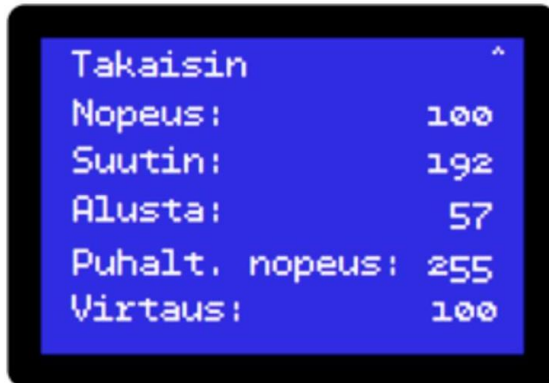 Takaisin ^
Nopeus: 100
Suutin: 192
Alusta: 57
Puhalt. nopeus: 255
Virtaus: 100